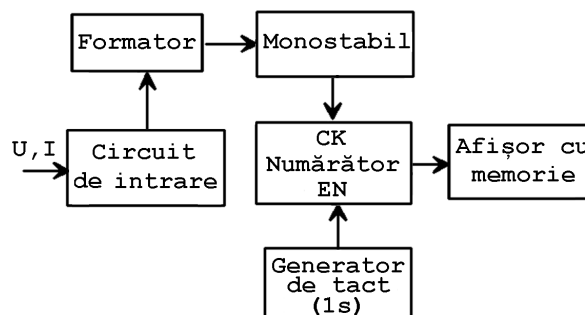 Formator
Monostabil
U,I
Circuit
de intrare
CK
Numărător
EN
Afișor cu
memorie
Generator
de tact
(1s)